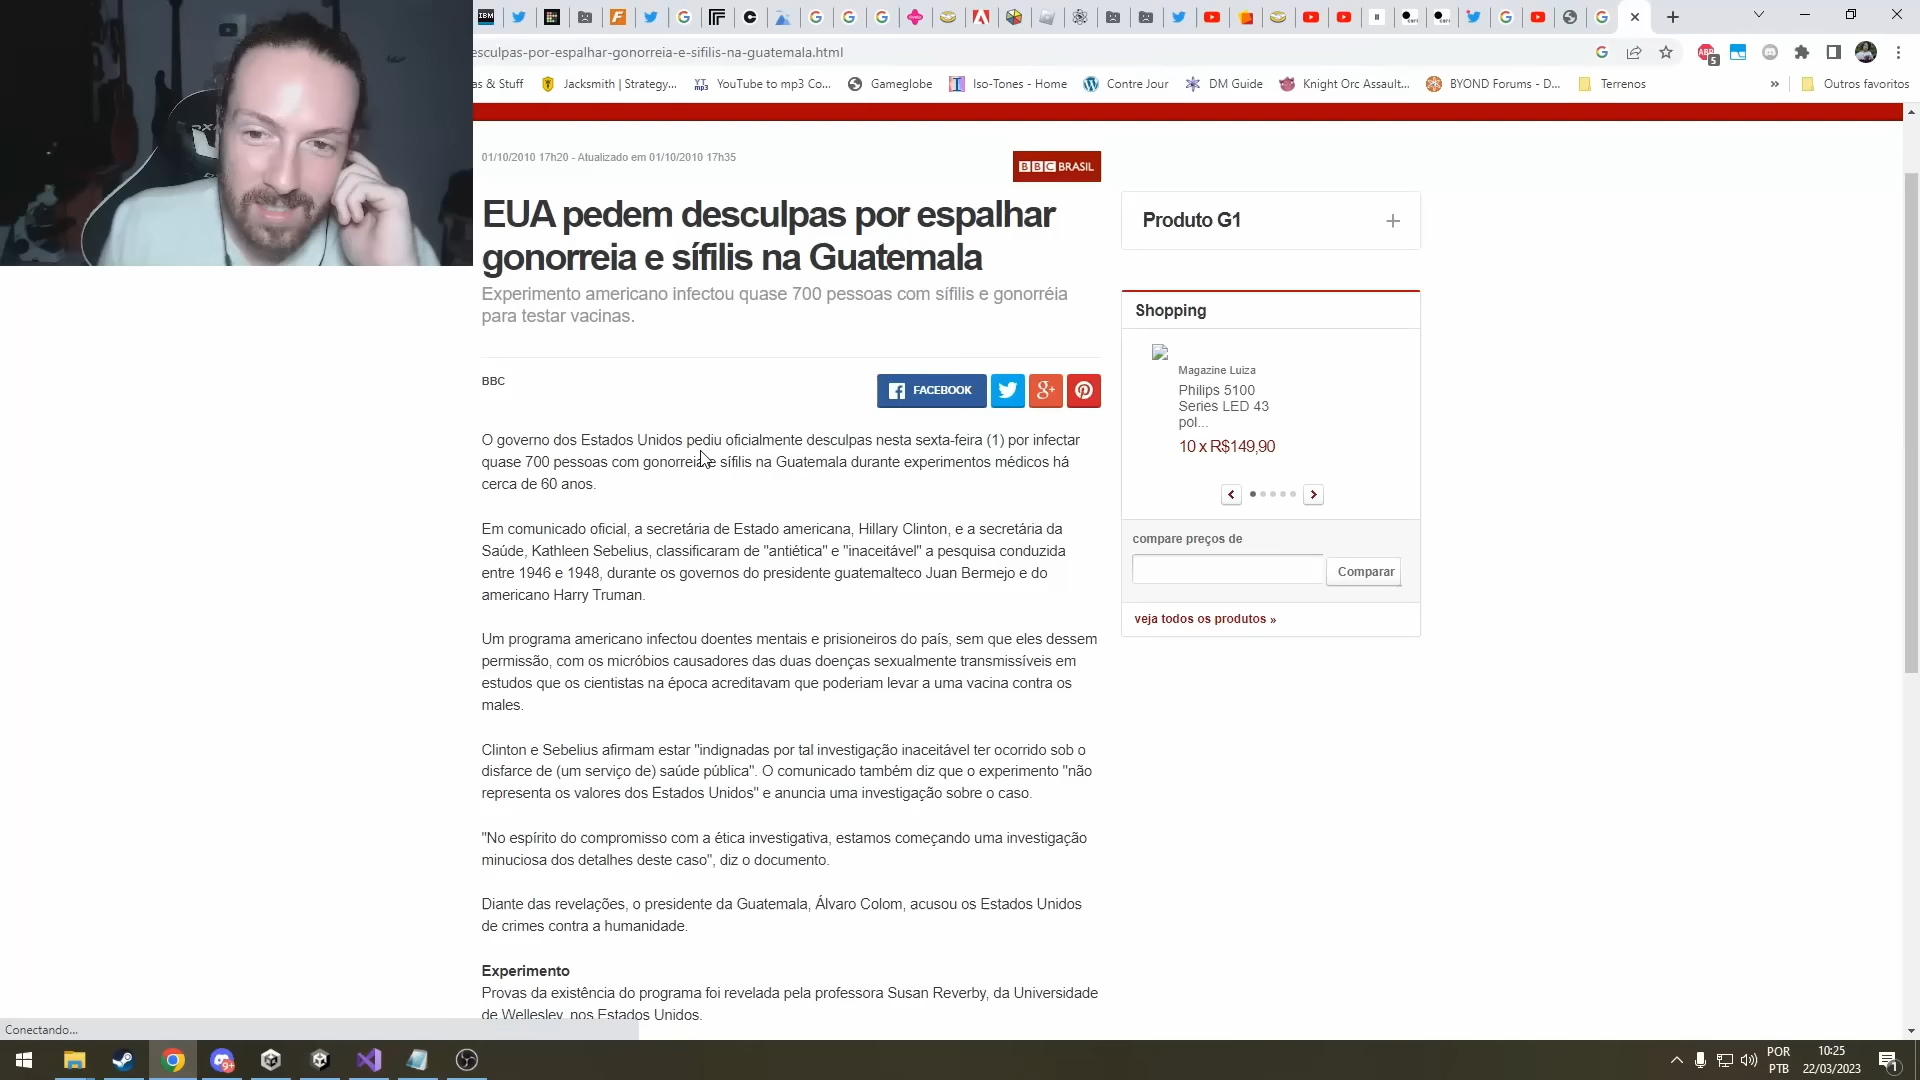 esculpas-por-espalhar-gonorreia-e-sifilis-na-guatemala.html
as & Stuff
Jacksmith | Strategy...
YouTube to mp3 Co...
Gameglobe
Iso-Tones - Home
Contre Jour
DM Guide
Knight Orc Assault...
BYOND Forums - D...
Terrenos
»
Outros favoritos
01/10/2010 17h20 - Atualizado em 01/10/2010 17h35
BBC BRASIL
EUA pedem desculpas por espalhar
gonorreia e sífilis na Guatemala
Experimento americano infectou quase 700 pessoas com sífilis e gonorréia
para testar vacinas.
BBC
FACEBOOK
g+
O governo dos Estados Unidos pediu oficialmente desculpas nesta sexta-feira (1) por infectar
quase 700 pessoas com gonorreia e sífilis na Guatemala durante experimentos médicos há
cerca de 60 anos.
Em comunicado oficial, a secretária de Estado americana, Hillary Clinton, e a secretária da
Saúde, Kathleen Sebelius, classificaram de "antiética" e "inaceitável" a pesquisa conduzida
entre 1946 e 1948, durante os governos do presidente guatemalteco Juan Bermejo e do
americano Harry Truman.
Um programa americano infectou doentes mentais e prisioneiros do país, sem que eles dessem
permissão, com os micróbios causadores das duas doenças sexualmente transmissíveis em
estudos que os cientistas na época acreditavam que poderiam levar a uma vacina contra os
males.
Clinton e Sebelius afirmam estar "indignadas por tal investigação inaceitável ter ocorrido sob o
disfarce de (um serviço de) saúde pública". O comunicado também diz que o experimento "não
representa os valores dos Estados Unidos" e anuncia uma investigação sobre o caso.
"No espírito do compromisso com a ética investigativa, estamos começando uma investigação
minuciosa dos detalhes deste caso", diz o documento.
Diante das revelações, o presidente da Guatemala, Álvaro Colom, acusou os Estados Unidos
de crimes contra a humanidade.
Experimento
Provas da existência do programa foi revelada pela professora Susan Reverby, da Universidade
de Wellesley, nos Estados Unidos.
Produto G1
+
Shopping
Magazine Luiza
Philips 5100
Series LED 43
pol...
10 x R$149,90
compare preços de
Comparar
veja todos os produtos »
Conectando...
POR
PTB
10:25
22/03/2023